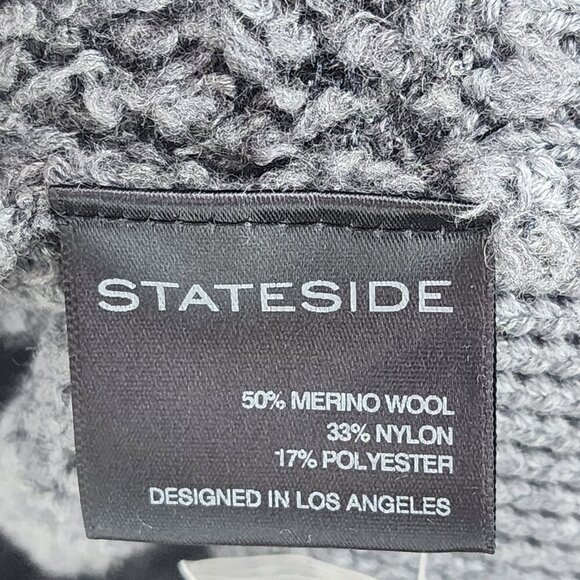 STATESIDE
50% MERINO WOOL
33% NYLON
17% POLYESTER
DESIGNED IN LOS ANGELES